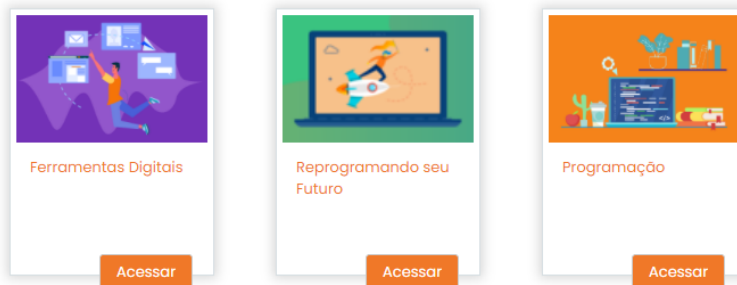 Ferramentas Digitais
Reprogramando seu
Futuro
Programação
Acessar
Acessar
Acessar